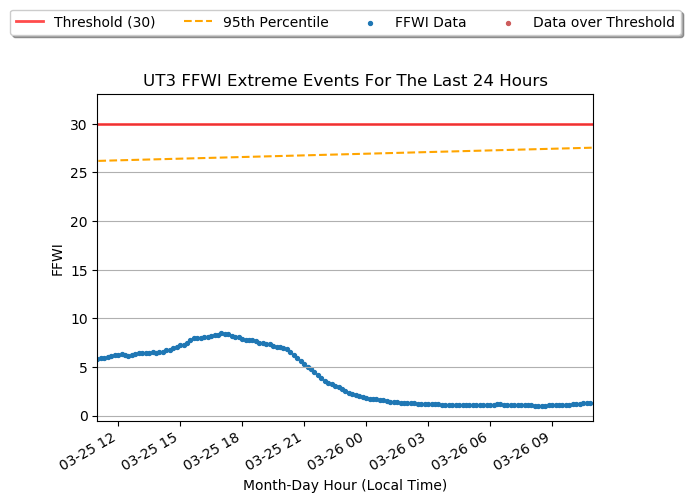 Threshold (30) 95th Percentile FFWI Data Data over Threshold
UT3 FFWI Extreme Events For The Last 24 Hours
30
25
20
15
10
5
0
FFWI
03-25 12 03-25 15 03-25 18 03-25 21 03-26 00 03-26 03 03-26 06 03-26 09
Month-Day Hour (Local Time)